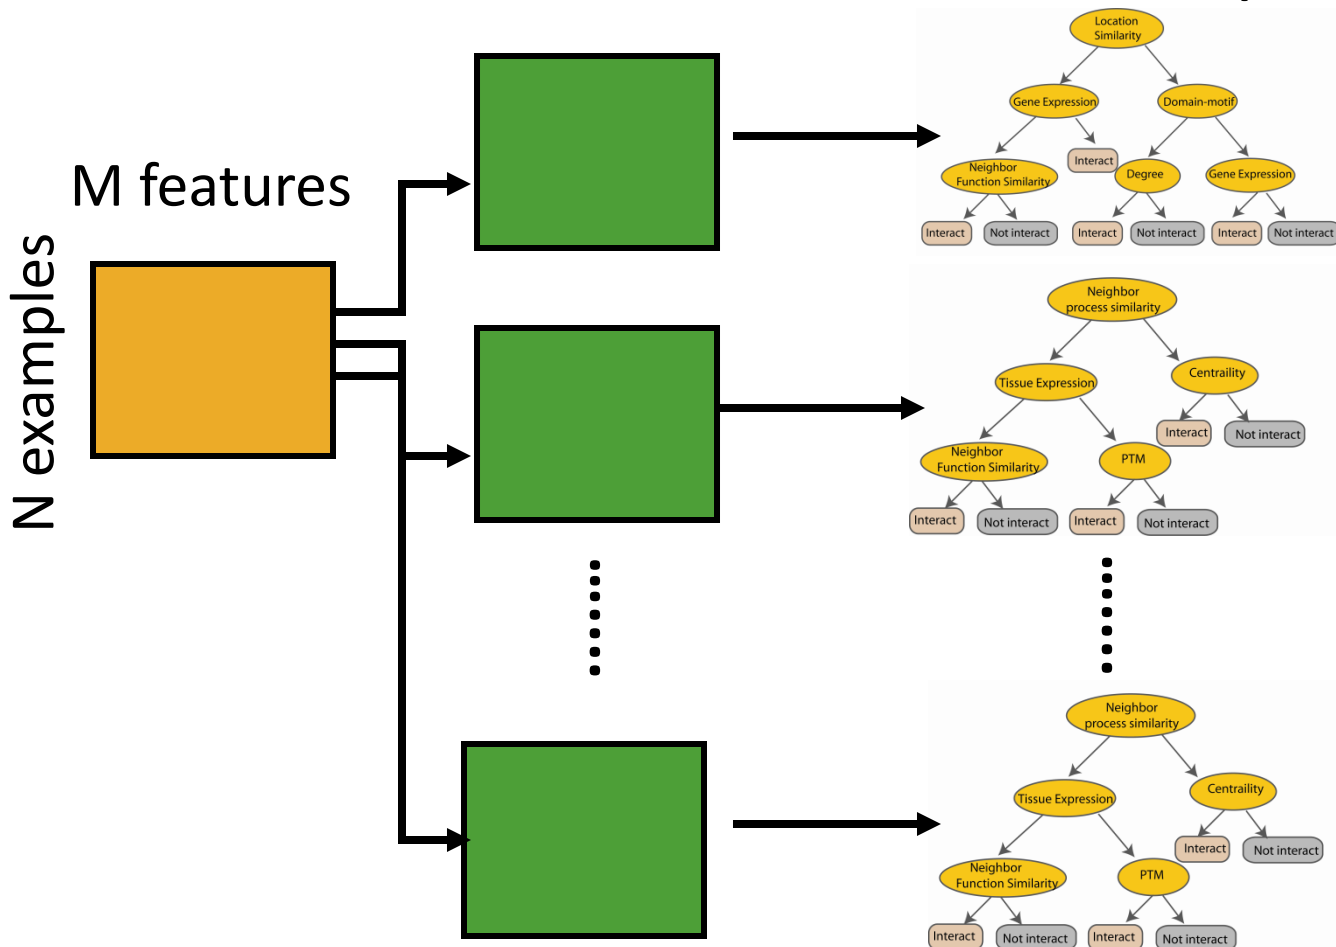 M features
N examples
Location
Similarity
Gene Expression
Domain-motif
Interact
Neighbor
Function Similarity
Degree
Gene Expression
Interact
Not interact
Interact
Not interact
Interact
Not interact
Neighbor
process similarity
Tissue Expression
Centraility
Interact
Not interact
Neighbor
Function Similarity
PTM
Interact
Not interact
Interact
Not interact
Neighbor
process similarity
Tissue Expression
Centraility
Interact
Not interact
Neighbor
Function Similarity
PTM
Interact
Not interact
Interact
Not interact